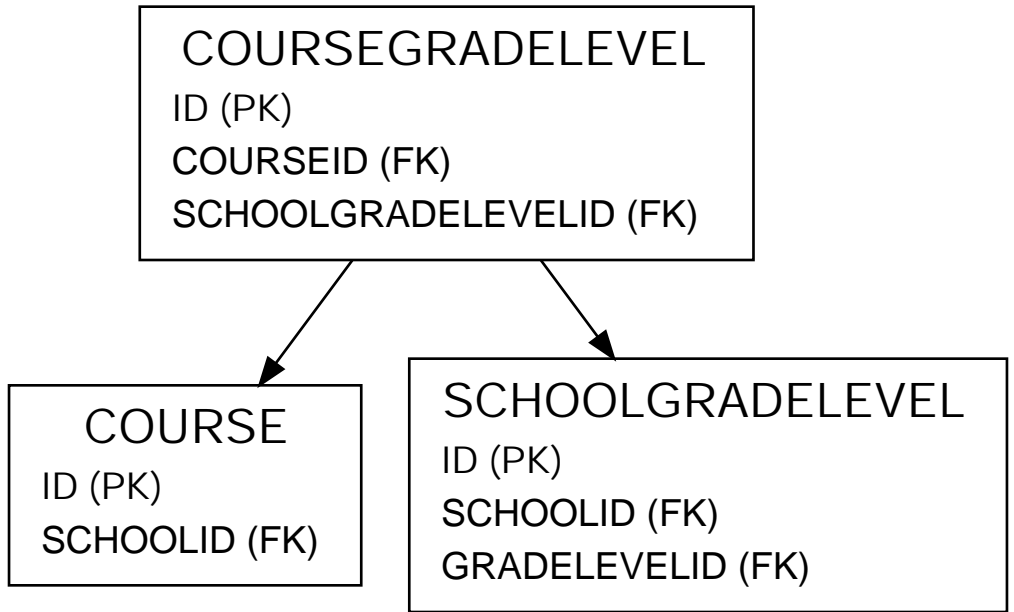 COURSEGRADELEVEL
ID (PK)
COURSEID (FK)
SCHOOLGRADELEVELID (FK)
COURSE
ID (PK)
SCHOOLID (FK)
SCHOOLGRADELEVEL
ID (PK)
SCHOOLID (FK)
GRADELEVELID (FK)